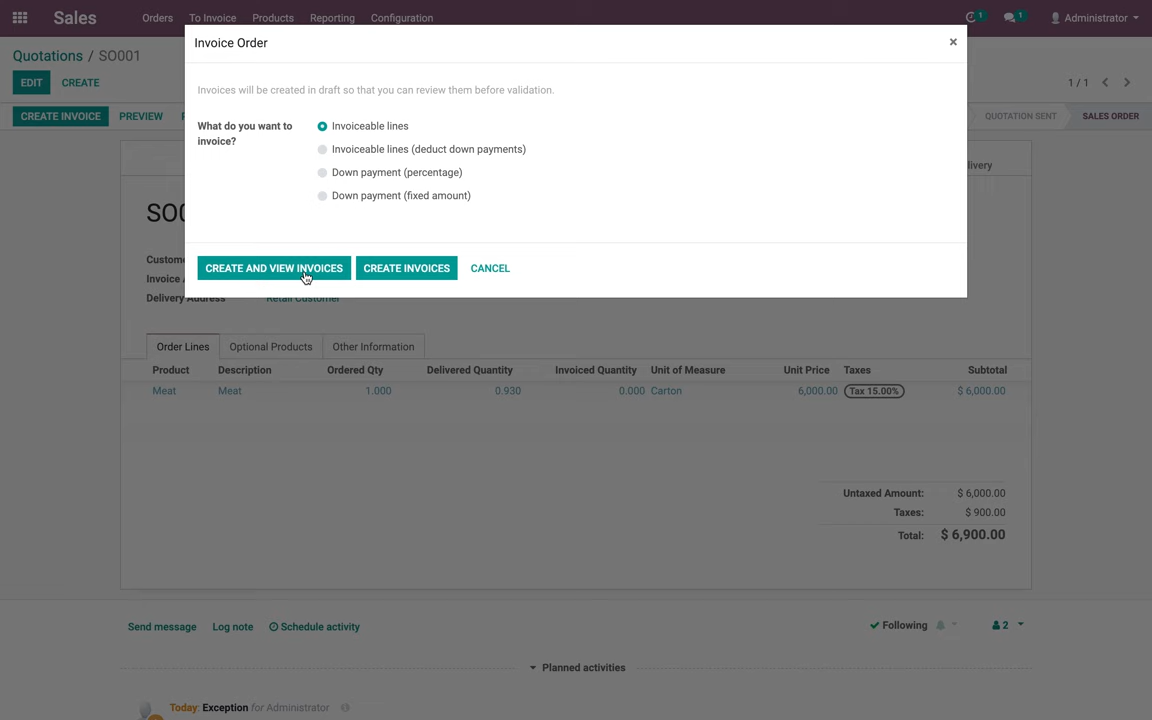 Sales Orders To Invoice Products Reporting Configuration 1 1 Administrator
Invoice Order ×
Quotations / SO001
EDIT CREATE 1 / 1
Invoices will be created in draft so that you can review them before validation.
CREATE INVOICE PREVIEW QUOTATION SENT SALES ORDER
What do you want to invoice?
Invoiceable lines
Invoiceable lines (deduct down payments)
Down payment (percentage)
Down payment (fixed amount)
CREATE AND VIEW INVOICES CREATE INVOICES CANCEL
Delivery Address Retail Customer
Order Lines Optional Products Other Information
Product Description Ordered Qty Delivered Quantity Invoiced Quantity Unit of Measure Unit Price Taxes Subtotal
Meat Meat 1.000 0.930 0.000 Carton 6,000.00 Tax 15.00% $ 6,000.00
Untaxed Amount: $ 6,000.00
Taxes: $ 900.00
Total: $ 6,900.00
Send message Log note Schedule activity Following 2
Planned activities
Today: Exception for Administrator